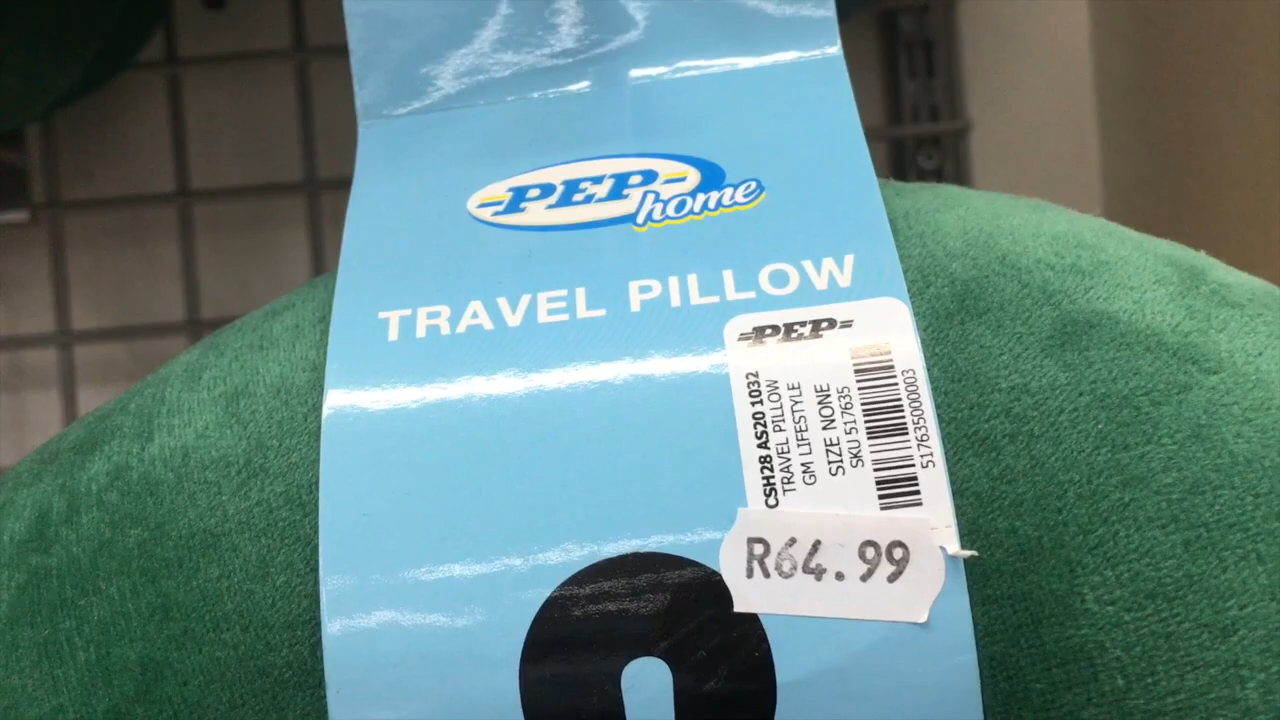 PEP
home
TRAVEL PILLOW
PEP
CSH28 AS20 1032
TRAVEL PILLOW
GM LIFESTYLE
SIZE NONE
SKU 517635
517635000003
R64.99